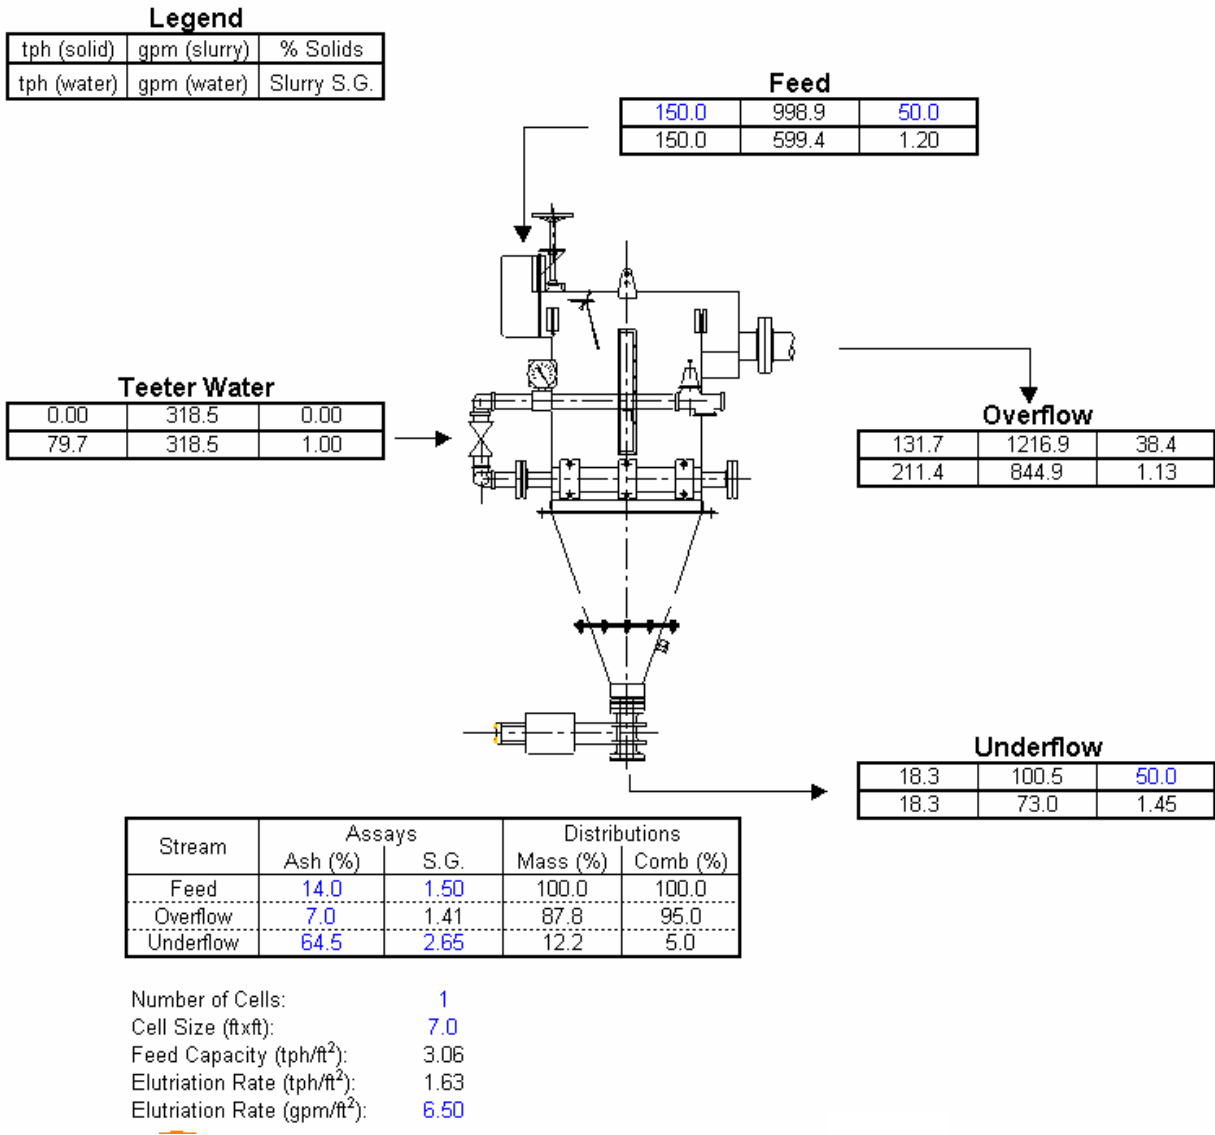 Legend
tph (solid) gpm (slurry) % Solids
tph (water) gpm (water) Slurry S.G.
Feed
150.0 998.9 50.0
150.0 599.4 1.20
Teeter Water
0.00 318.5 0.00
79.7 318.5 1.00
Overflow
131.7 1216.9 38.4
211.4 844.9 1.13
Underflow
18.3 100.5 50.0
18.3 73.0 1.45
Stream Assays Distributions
Ash (%) S.G. Mass (%) Comb (%)
Feed 14.0 1.50 100.0 100.0
Overflow 7.0 1.41 87.8 95.0
Underflow 64.5 2.65 12.2 5.0
Number of Cells: 1
Cell Size (ftxft): 7.0
Feed Capacity (tph/ft²): 3.06
Elutriation Rate (tph/ft²): 1.63
Elutriation Rate (gpm/ft²): 6.50